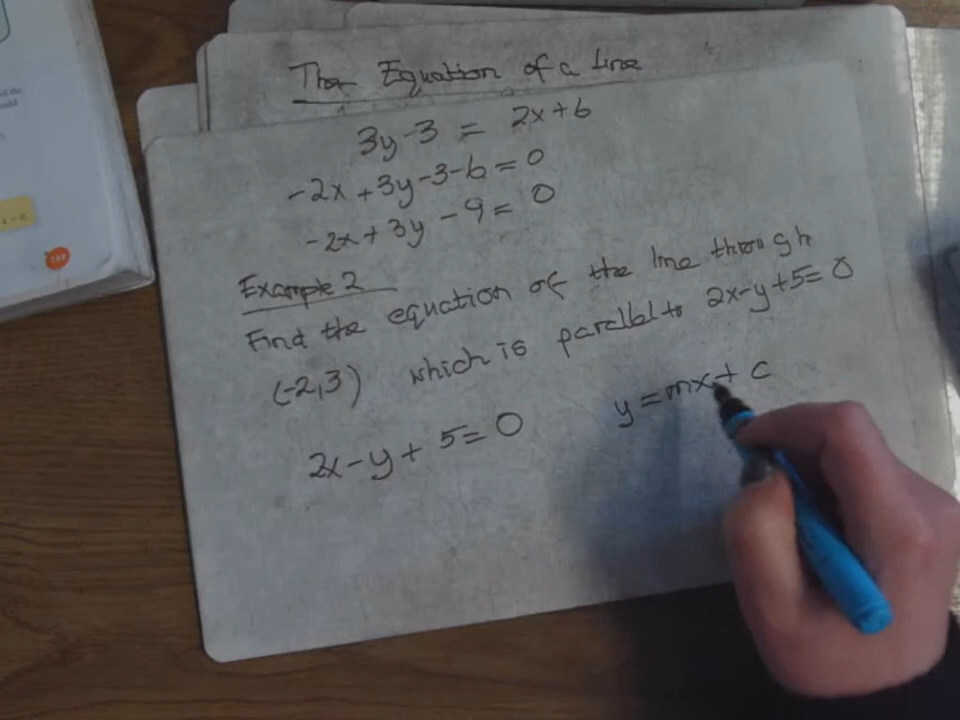 The Equation of a Line
3y-3 = 2x+6
-2x+3y-3-6=0
-2x+3y-9=0
Example 2
Find the equation of the line through
(-2,3) which is parallel to 2x-y+5=0
2x-y+5=0
y=mx+c